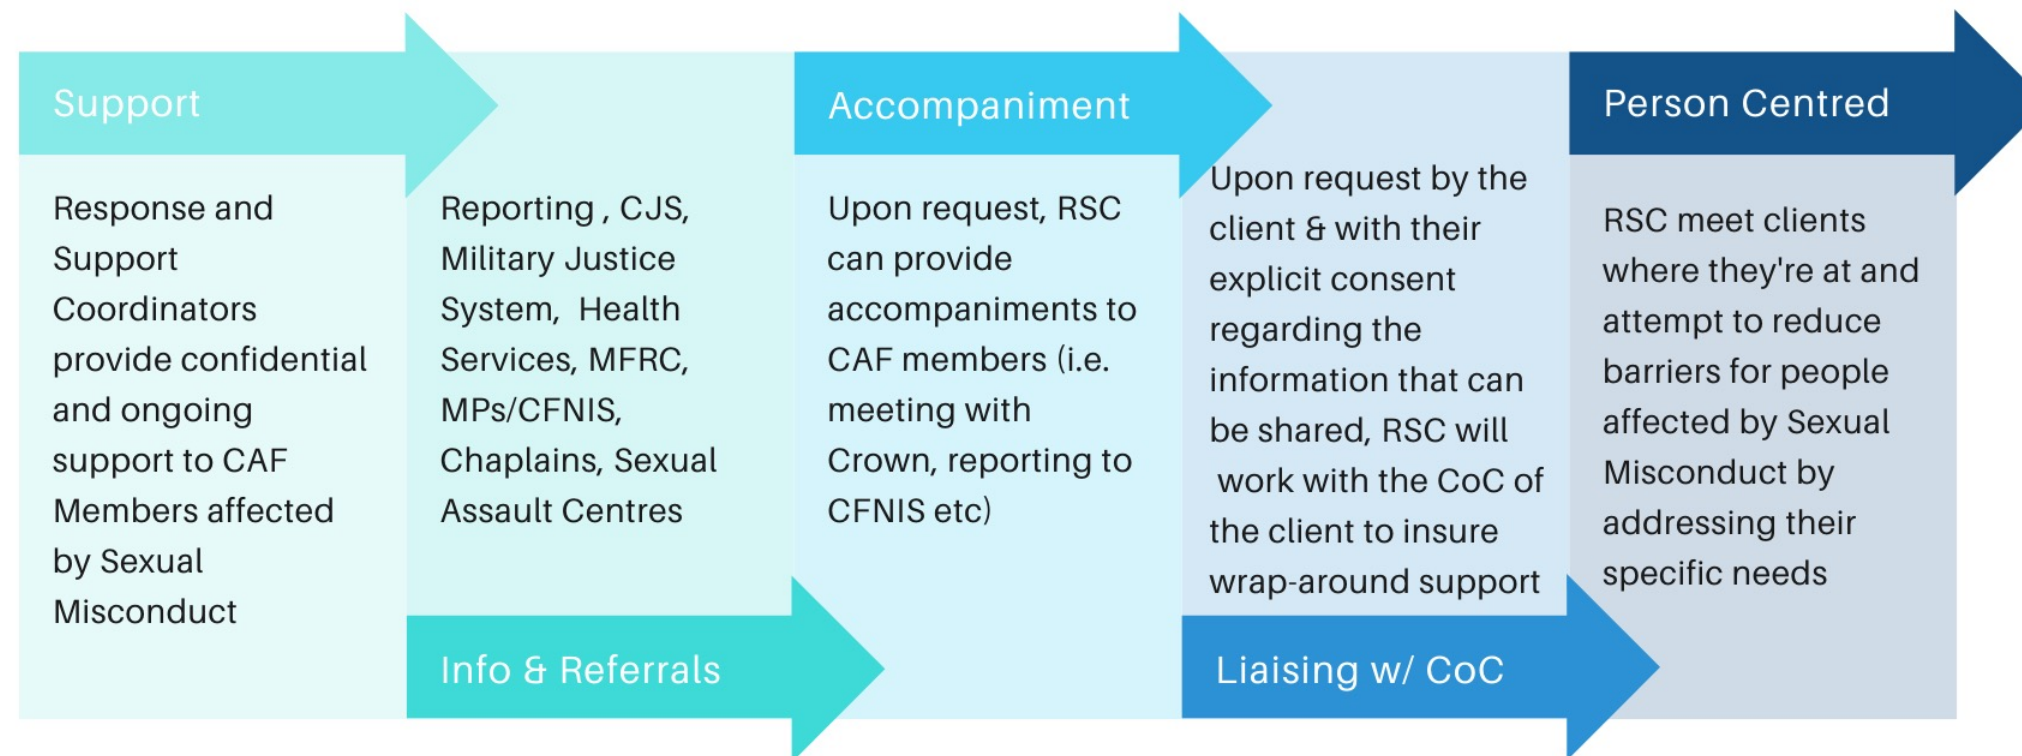 Support
Response and
Support
Coordinators
provide confidential
and ongoing
support to CAF
Members affected
by Sexual
Misconduct
Reporting , CJS,
Military Justice
System,  Health
Services, MFRC,
MPs/CFNIS,
Chaplains, Sexual
Assault Centres
Info & Referrals
Accompaniment
Upon request, RSC
can provide
accompaniments to
CAF members (i.e.
meeting with
Crown, reporting to
CFNIS etc)
Upon request by the
client & with their
explicit consent
regarding the
information that can
be shared, RSC will
work with the CoC of
the client to insure
wrap-around support
Liaising w/ CoC
Person Centred
RSC meet clients
where they're at and
attempt to reduce
barriers for people
affected by Sexual
Misconduct by
addressing their
specific needs